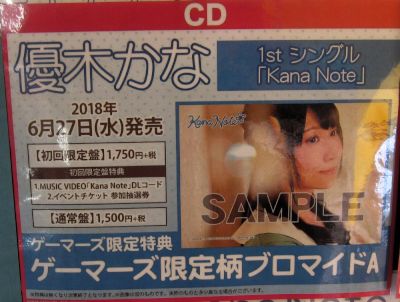 CD
優木かな
1st シングル
「Kana Note」
2018年
6月27日(水)発売
【初回限定盤】1,750円+税
初回限定盤特典
1.MUSIC VIDEO「Kana Note」DLコード
2.イベントチケット 参加抽選券
【通常盤】1,500円+税
Kana Note
SAMPLE
ゲーマーズ限定特典
ゲーマーズ限定柄ブロマイドA